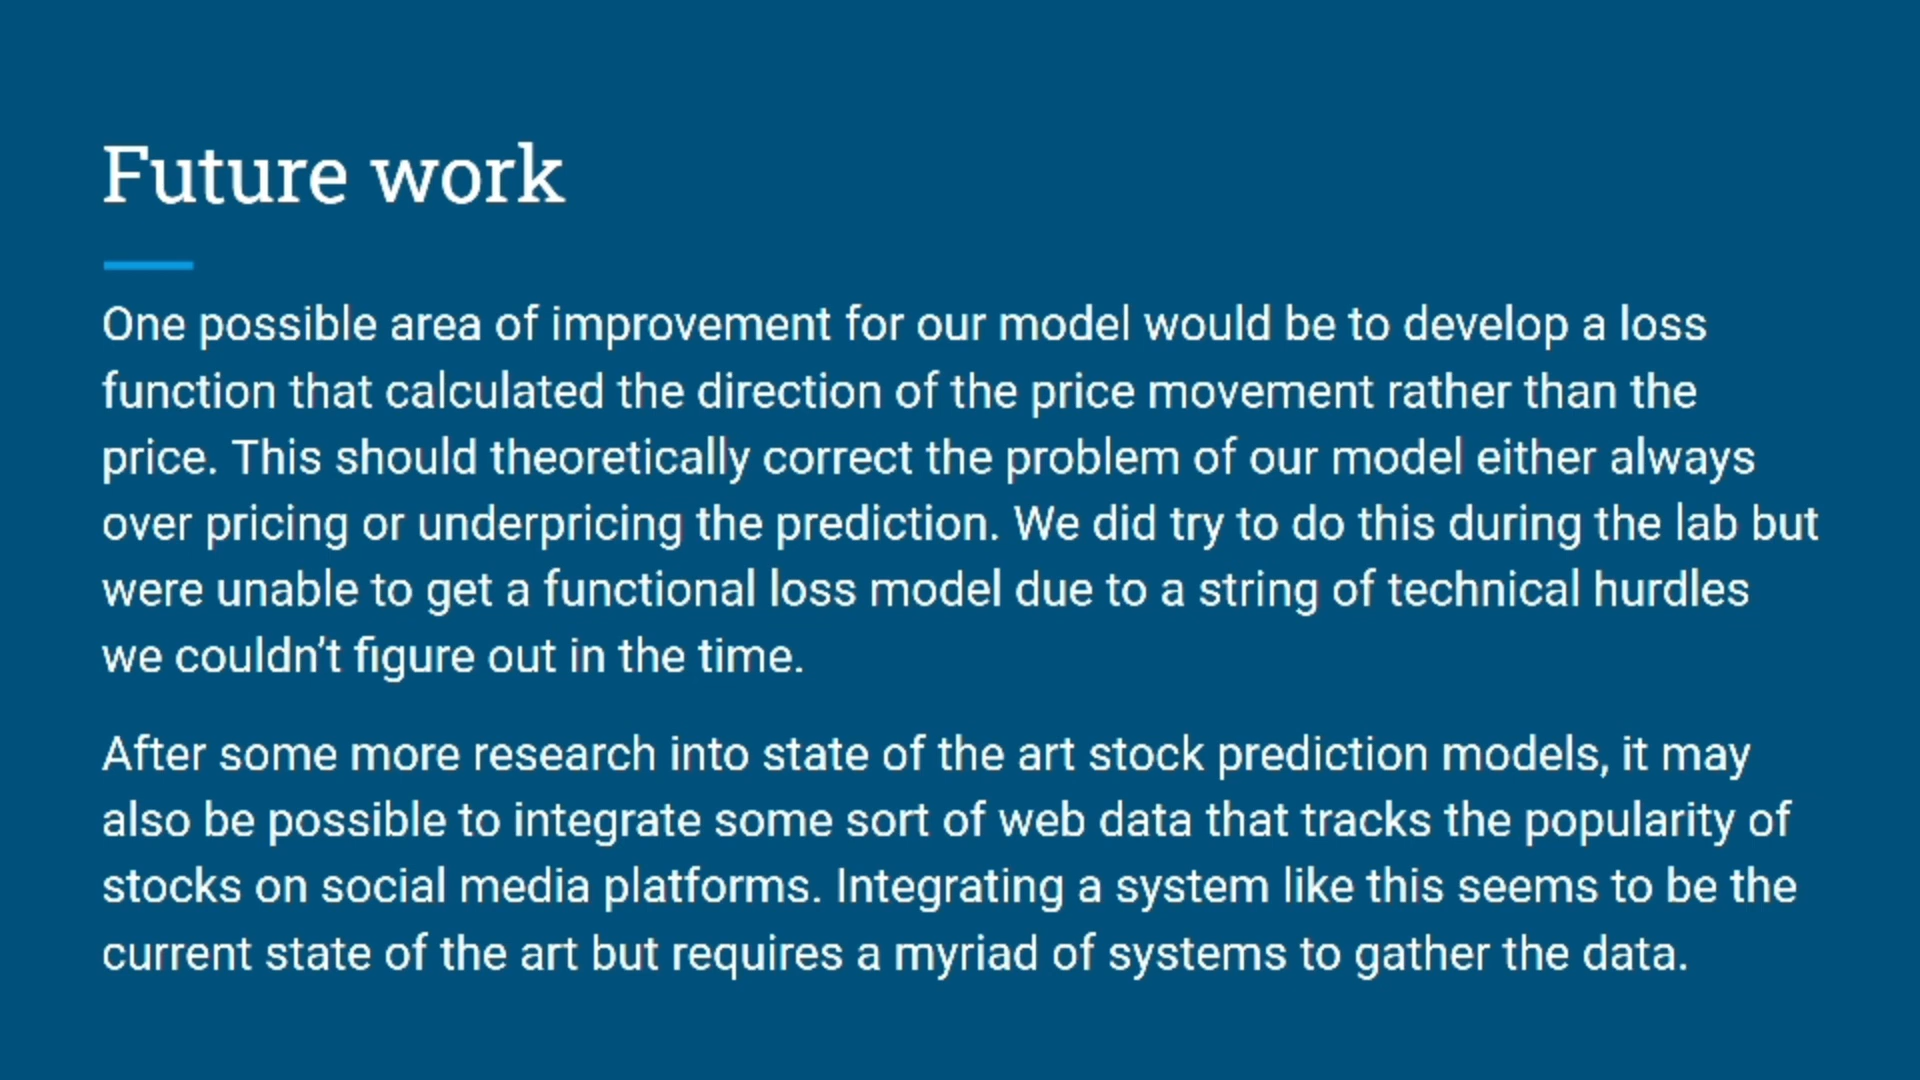 Future work
One possible area of improvement for our model would be to develop a loss
function that calculated the direction of the price movement rather than the
price. This should theoretically correct the problem of our model either always
over pricing or underpricing the prediction. We did try to do this during the lab but
were unable to get a functional loss model due to a string of technical hurdles
we couldn’t figure out in the time.
After some more research into state of the art stock prediction models, it may
also be possible to integrate some sort of web data that tracks the popularity of
stocks on social media platforms. Integrating a system like this seems to be the
current state of the art but requires a myriad of systems to gather the data.